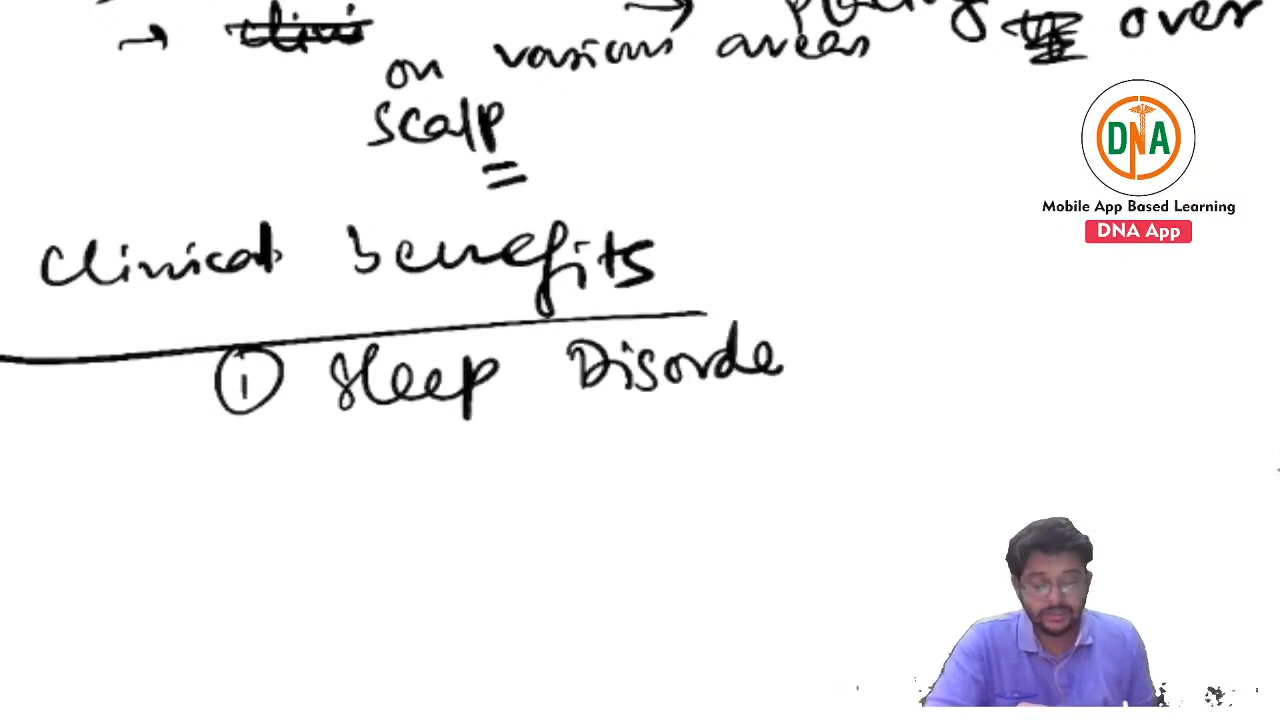 → over
→ on various areas
scalp
Clinical benefits
① Sleep Disorde
DNA
Mobile App Based Learning
DNA App